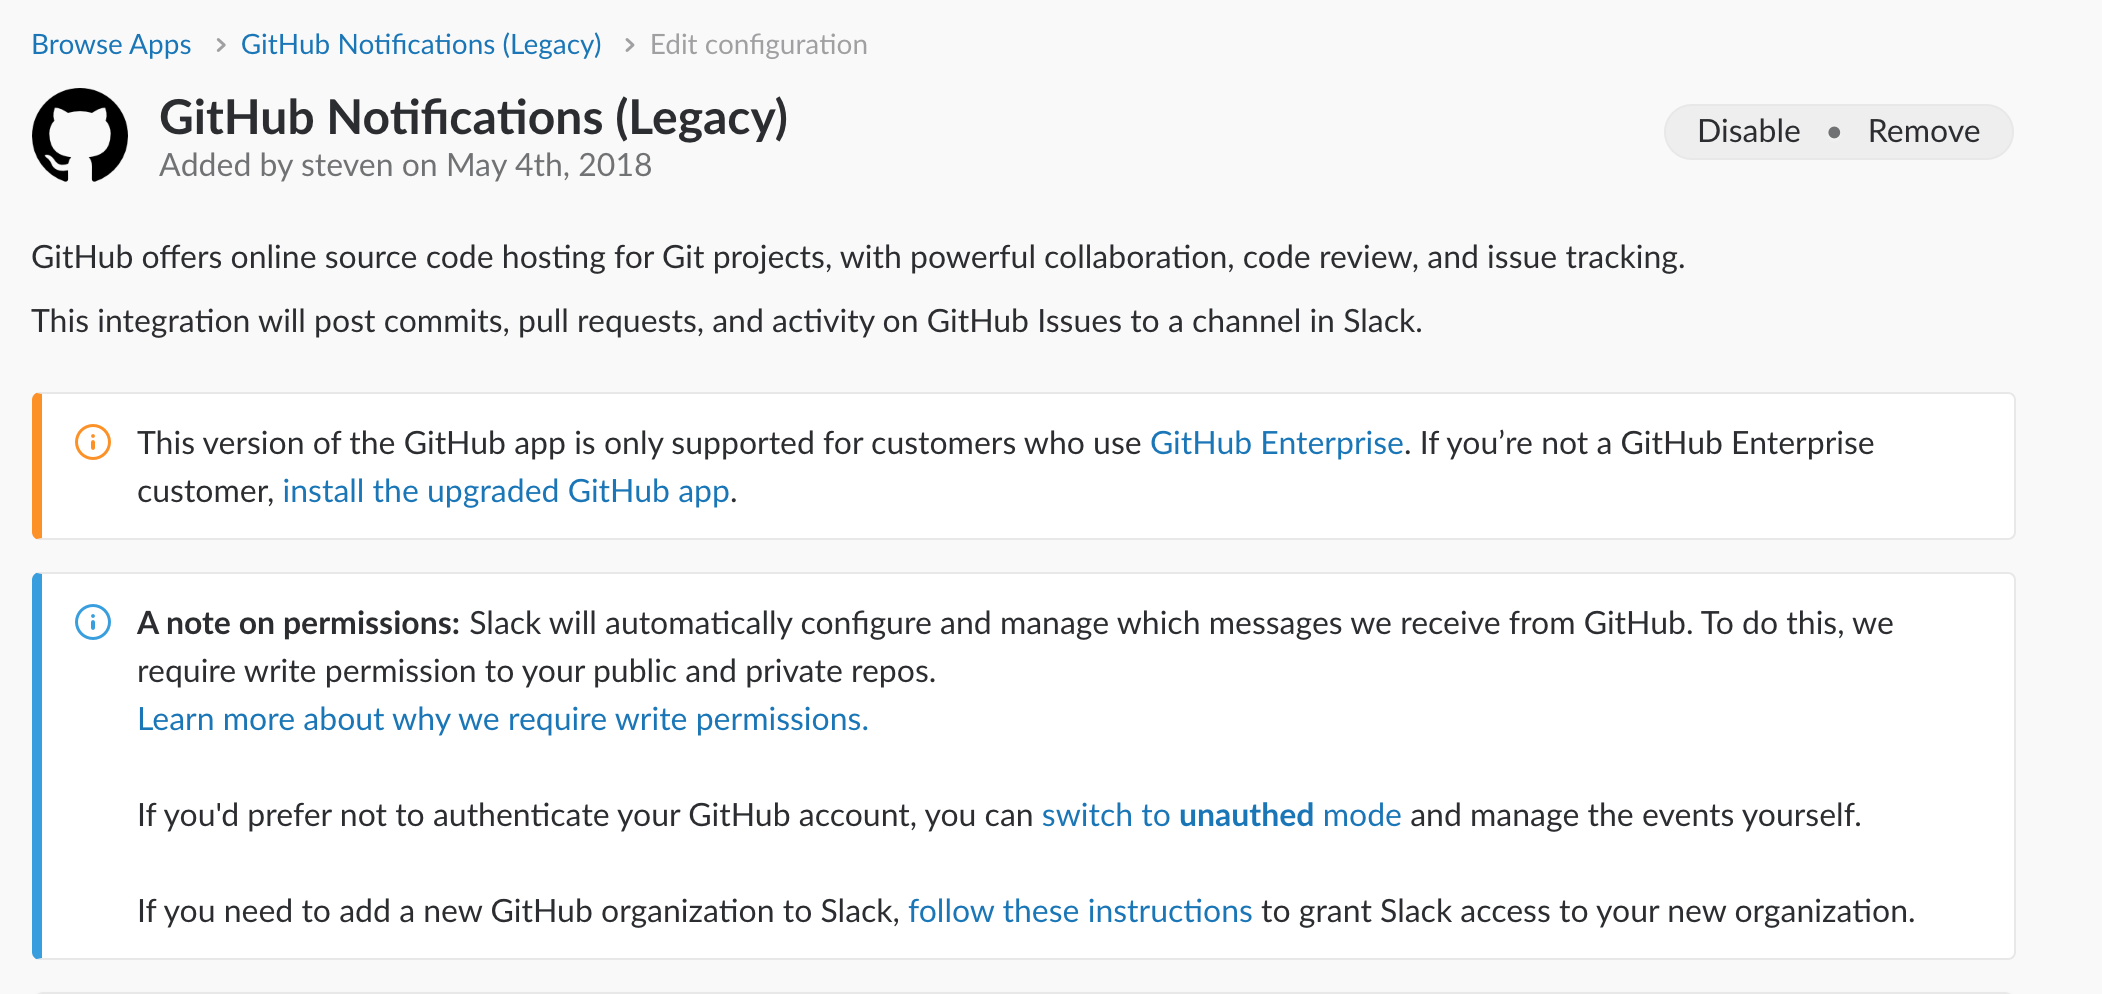 Browse Apps > GitHub Notifications (Legacy) > Edit configuration
GitHub Notifications (Legacy)
Added by steven on May 4th, 2018
Disable • Remove
GitHub offers online source code hosting for Git projects, with powerful collaboration, code review, and issue tracking.
This integration will post commits, pull requests, and activity on GitHub Issues to a channel in Slack.
This version of the GitHub app is only supported for customers who use GitHub Enterprise. If you’re not a GitHub Enterprise
customer, install the upgraded GitHub app.
A note on permissions: Slack will automatically configure and manage which messages we receive from GitHub. To do this, we
require write permission to your public and private repos.
Learn more about why we require write permissions.
If you'd prefer not to authenticate your GitHub account, you can switch to unauthed mode and manage the events yourself.
If you need to add a new GitHub organization to Slack, follow these instructions to grant Slack access to your new organization.